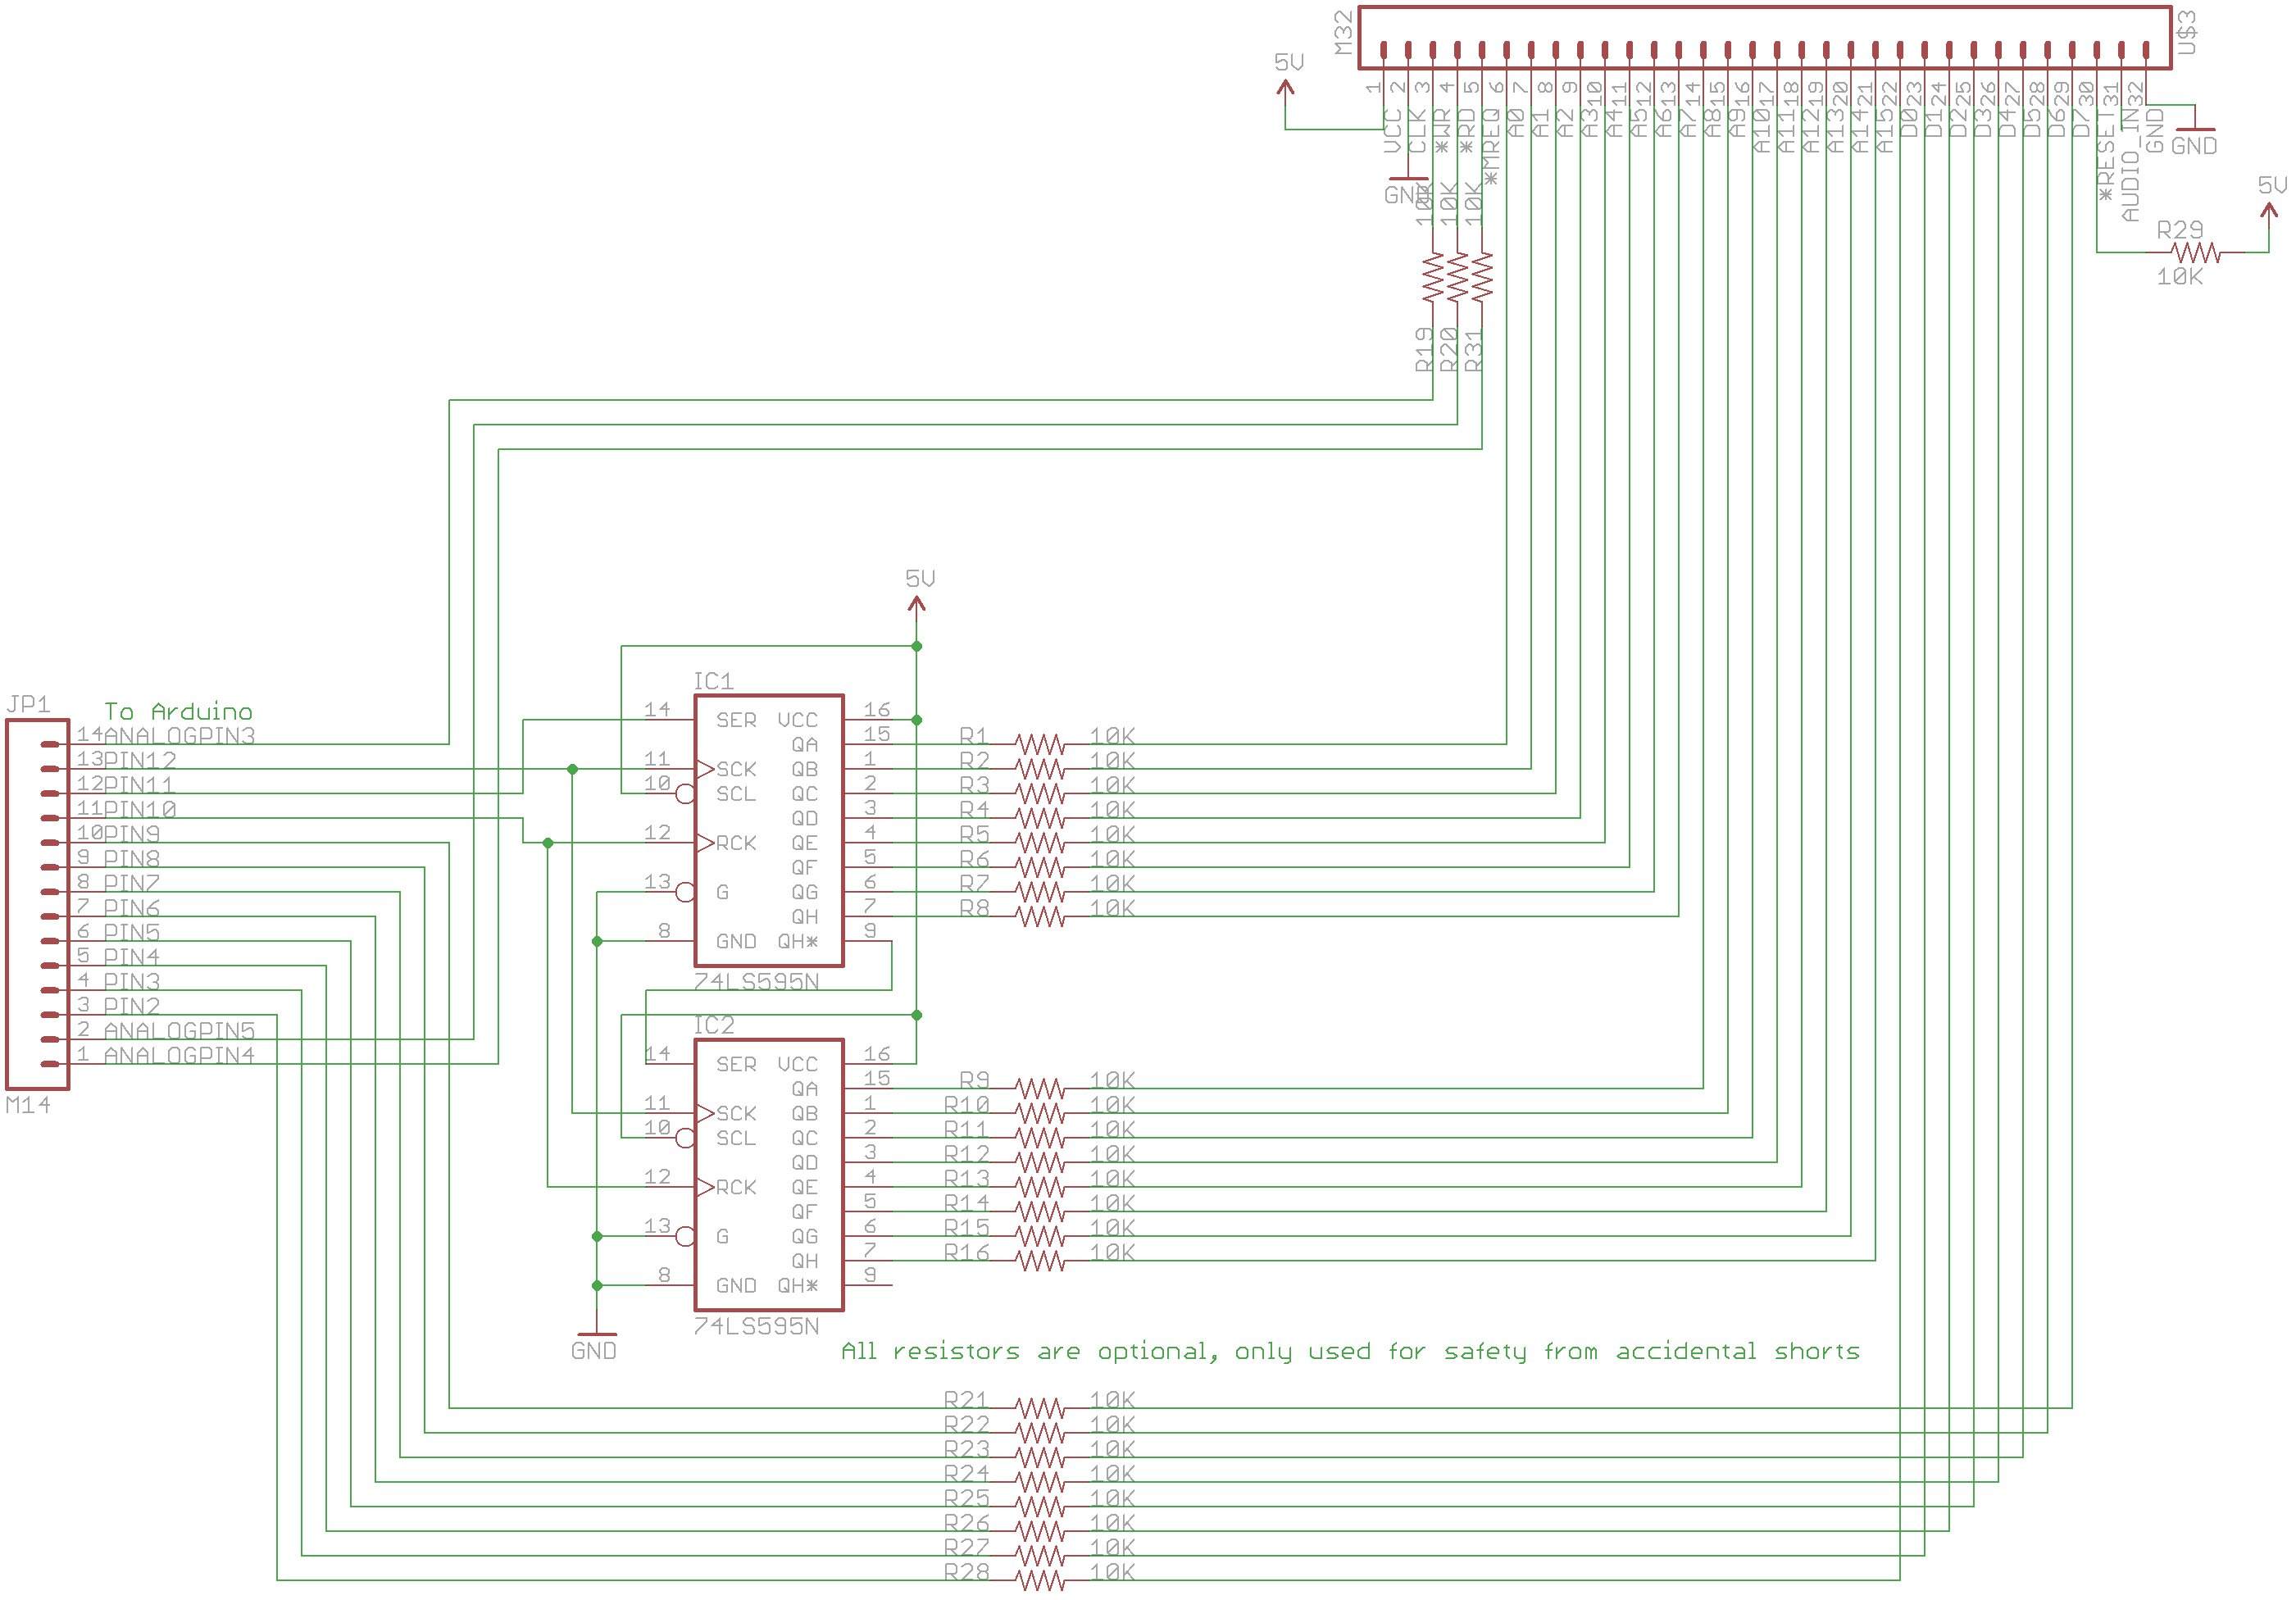 M32
U$3
5V
1 2 3 4 5 6 7 8 9 10 11 12 13 14 15 16 17 18 19 20 21 22 23 24 25 26 27 28 29 30 31 32
VCC CLK *WR *RD *MREQ A0 A1 A2 A3 A4 A5 A6 A7 A8 A9 A10 A11 A12 A13 A14 A15 D0 D1 D2 D3 D4 D5 D6 D7 *RESET AUDIO_IN GND
GND
GND
5V
10K 10K 10K
R29
10K
R19 R20 R31
5V
JP1
To Arduino
14 ANALOGPIN3
13 PIN12
12 PIN11
11 PIN10
10 PIN9
9 PIN8
8 PIN7
7 PIN6
6 PIN5
5 PIN4
4 PIN3
3 PIN2
2 ANALOGPIN5
1 ANALOGPIN4
M14
IC1
14 SER VCC 16
QA 15 R1 10K
11 SCK QB 1 R2 10K
10 SCL QC 2 R3 10K
QD 3 R4 10K
12 RCK QE 4 R5 10K
QF 5 R6 10K
13 G QG 6 R7 10K
QH 7 R8 10K
8 GND QH* 9
74LS595N
IC2
14 SER VCC 16
QA 15 R9 10K
11 SCK QB 1 R10 10K
10 SCL QC 2 R11 10K
QD 3 R12 10K
12 RCK QE 4 R13 10K
QF 5 R14 10K
13 G QG 6 R15 10K
QH 7 R16 10K
8 GND QH* 9
74LS595N
GND
All resistors are optional, only used for safety from accidental shorts
R21 10K
R22 10K
R23 10K
R24 10K
R25 10K
R26 10K
R27 10K
R28 10K